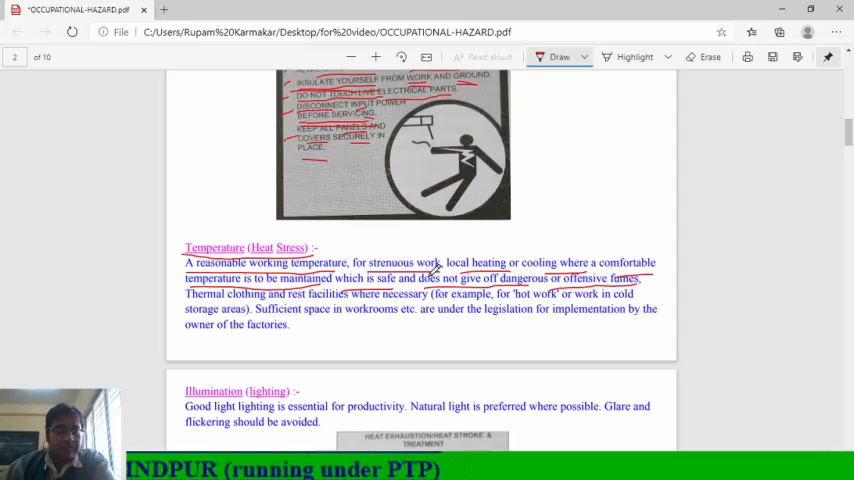 *OCCUPATIONAL-HAZARD.pdf
File C:/Users/Rupam%20Karmakar/Desktop/for%20video/OCCUPATIONAL-HAZARD.pdf
2 of 10
Read aloud
Draw
Highlight
Erase
INSULATE YOURSELF FROM WORK AND GROUND.
DO NOT TOUCH LIVE ELECTRICAL PARTS.
DISCONNECT INPUT POWER
BEFORE SERVICING.
KEEP ALL PANELS AND
COVERS SECURELY IN
PLACE.
Temperature (Heat Stress) :-
A reasonable working temperature, for strenuous work, local heating or cooling where a comfortable
temperature is to be maintained which is safe and does not give off dangerous or offensive fumes,
Thermal clothing and rest facilities where necessary (for example, for 'hot work' or work in cold
storage areas). Sufficient space in workrooms etc. are under the legislation for implementation by the
owner of the factories.
Illumination (lighting) :-
Good light lighting is essential for productivity. Natural light is preferred where possible. Glare and
flickering should be avoided.
HEAT EXHAUSTION/HEAT STROKE &
TREATMENT
INDPUR (running under PTP)